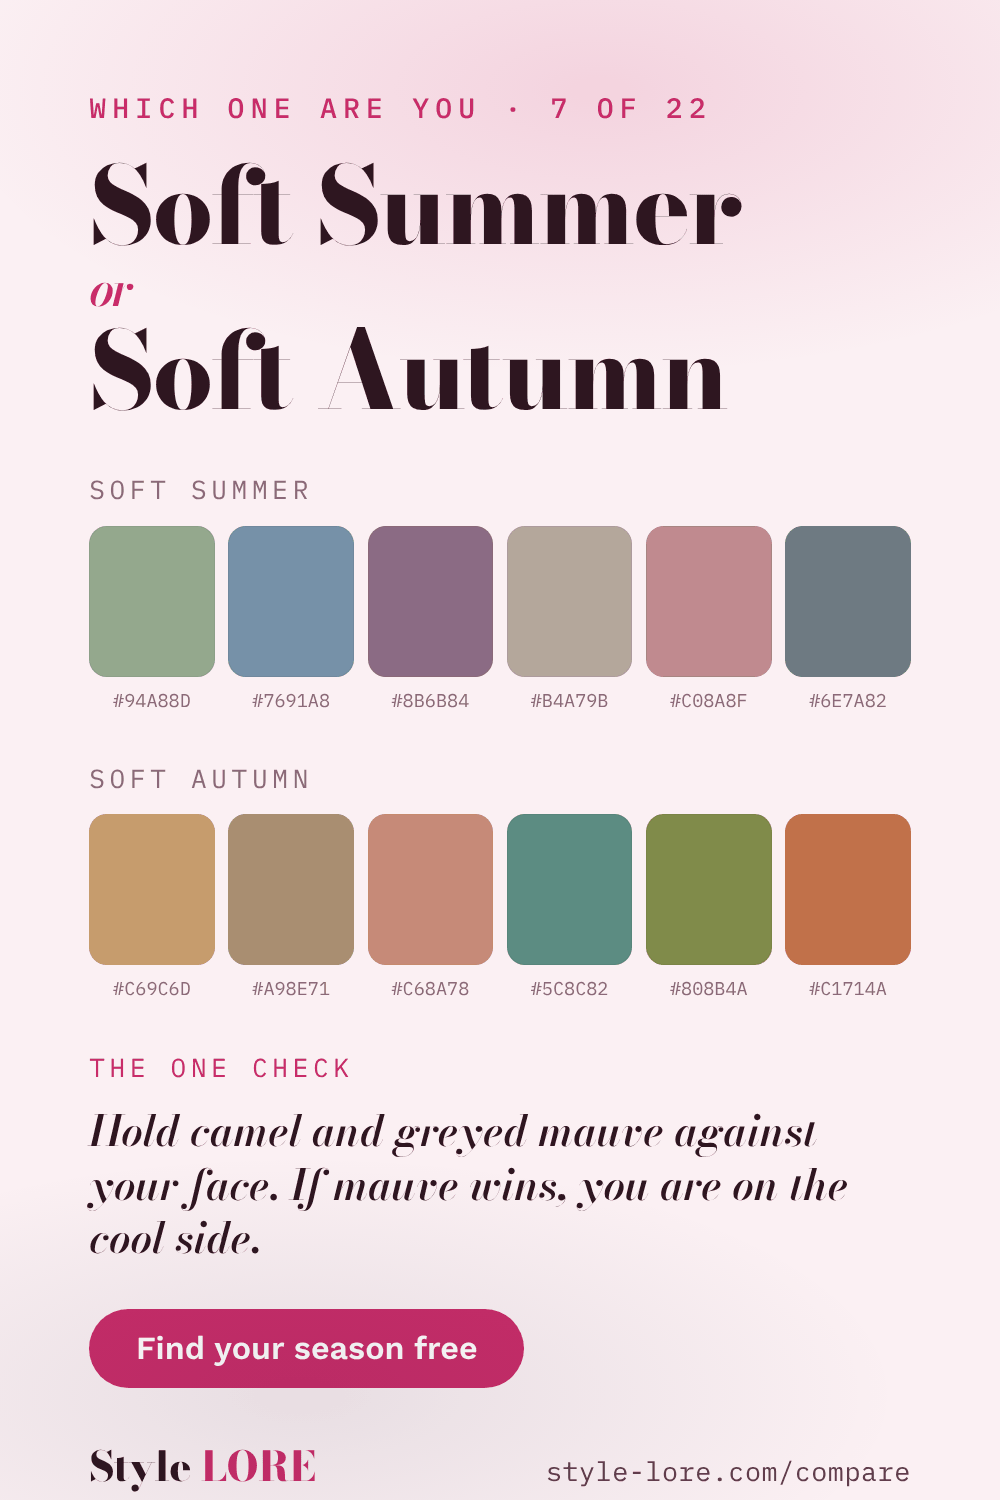 WHICH ONE ARE YOU · 7 OF 22
Soft Summer
or
Soft Autumn
SOFT SUMMER
#94A88D #7691A8 #8B6B84 #B4A79B #C08A8F #6E7A82
SOFT AUTUMN
#C69C6D #A98E71 #C68A78 #5C8C82 #808B4A #C1714A
THE ONE CHECK
Hold camel and greyed mauve against
your face. If mauve wins, you are on the
cool side.
Find your season free
Style LORE
style-lore.com/compare